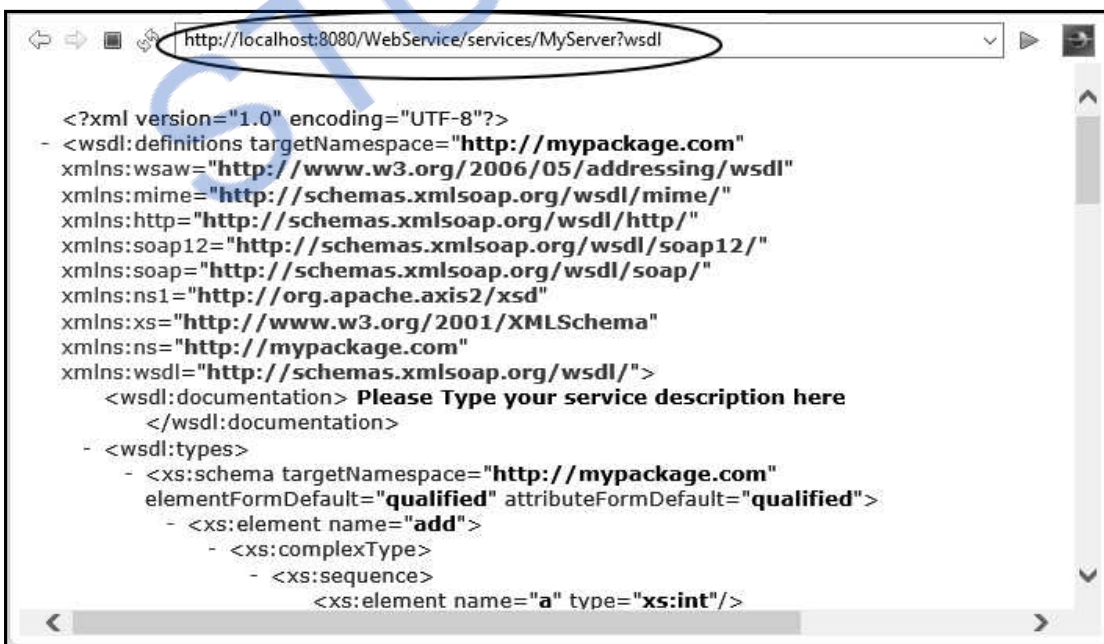 http://localhost:8080/WebService/services/MyServer?wsdl
<?xml version="1.0" encoding="UTF-8"?>
- <wsdl:definitions targetNamespace="http://mypackage.com"
xmlns:wsaw="http://www.w3.org/2006/05/addressing/wsdl"
xmlns:mime="http://schemas.xmlsoap.org/wsdl/mime/"
xmlns:http="http://schemas.xmlsoap.org/wsdl/http/"
xmlns:soap12="http://schemas.xmlsoap.org/wsdl/soap12/"
xmlns:soap="http://schemas.xmlsoap.org/wsdl/soap/"
xmlns:ns1="http://org.apache.axis2/xsd"
xmlns:xs="http://www.w3.org/2001/XMLSchema"
xmlns:ns="http://mypackage.com"
xmlns:wsdl="http://schemas.xmlsoap.org/wsdl/">
<wsdl:documentation> Please Type your service description here
</wsdl:documentation>
- <wsdl:types>
- <xs:schema targetNamespace="http://mypackage.com"
elementFormDefault="qualified" attributeFormDefault="qualified">
- <xs:element name="add">
- <xs:complexType>
- <xs:sequence>
<xs:element name="a" type="xs:int"/>